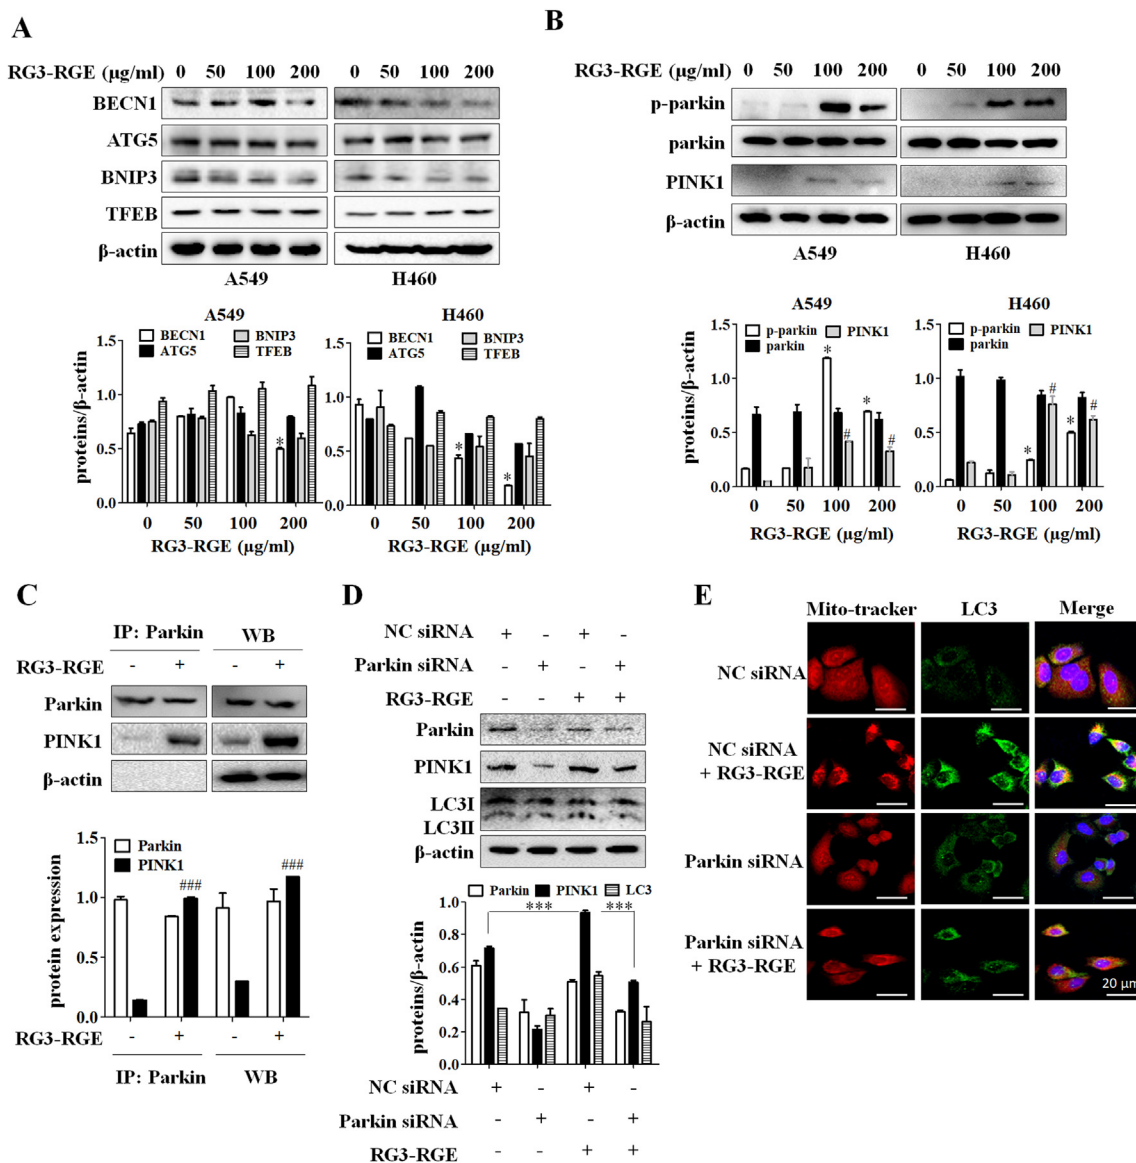 A
RG3-RGE (µg/ml) 0 50 100 200 0 50 100 200
BECN1
ATG5
BNIP3
TFEB
β-actin
A549 H460
A549 H460
BECN1 BNIP3
ATG5 TFEB
BECN1 BNIP3
ATG5 TFEB
proteins/β-actin
1.5
1.0
0.5
0.0
*
0 50 100 200
RG3-RGE (µg/ml)
1.5
1.0
0.5
0.0
*
*
0 50 100 200
RG3-RGE (µg/ml)
B
RG3-RGE (µg/ml) 0 50 100 200 0 50 100 200
p-parkin
parkin
PINK1
β-actin
A549 H460
A549 H460
p-parkin PINK1
parkin
p-parkin PINK1
parkin
proteins/β-actin
1.5
1.0
0.5
0.0
*
#
*
#
0 50 100 200
RG3-RGE (µg/ml)
1.5
1.0
0.5
0.0
*
#
*
#
0 50 100 200
RG3-RGE (µg/ml)
C
IP: Parkin WB
RG3-RGE - + - +
Parkin
PINK1
β-actin
Parkin
PINK1
protein expression
1.5
1.0
0.5
0.0
###
###
RG3-RGE - + - +
IP: Parkin WB
D
NC siRNA + - + -
Parkin siRNA - + - +
RG3-RGE - - + +
Parkin
PINK1
LC3I
LC3II
β-actin
Parkin PINK1 LC3
proteins/β-actin
1.0
0.8
0.6
0.4
0.2
0.0
***
***
NC siRNA + - + -
Parkin siRNA - + - +
RG3-RGE - - + +
E
Mito-tracker LC3 Merge
NC siRNA
NC siRNA
+ RG3-RGE
Parkin siRNA
Parkin siRNA
+ RG3-RGE
20 µm